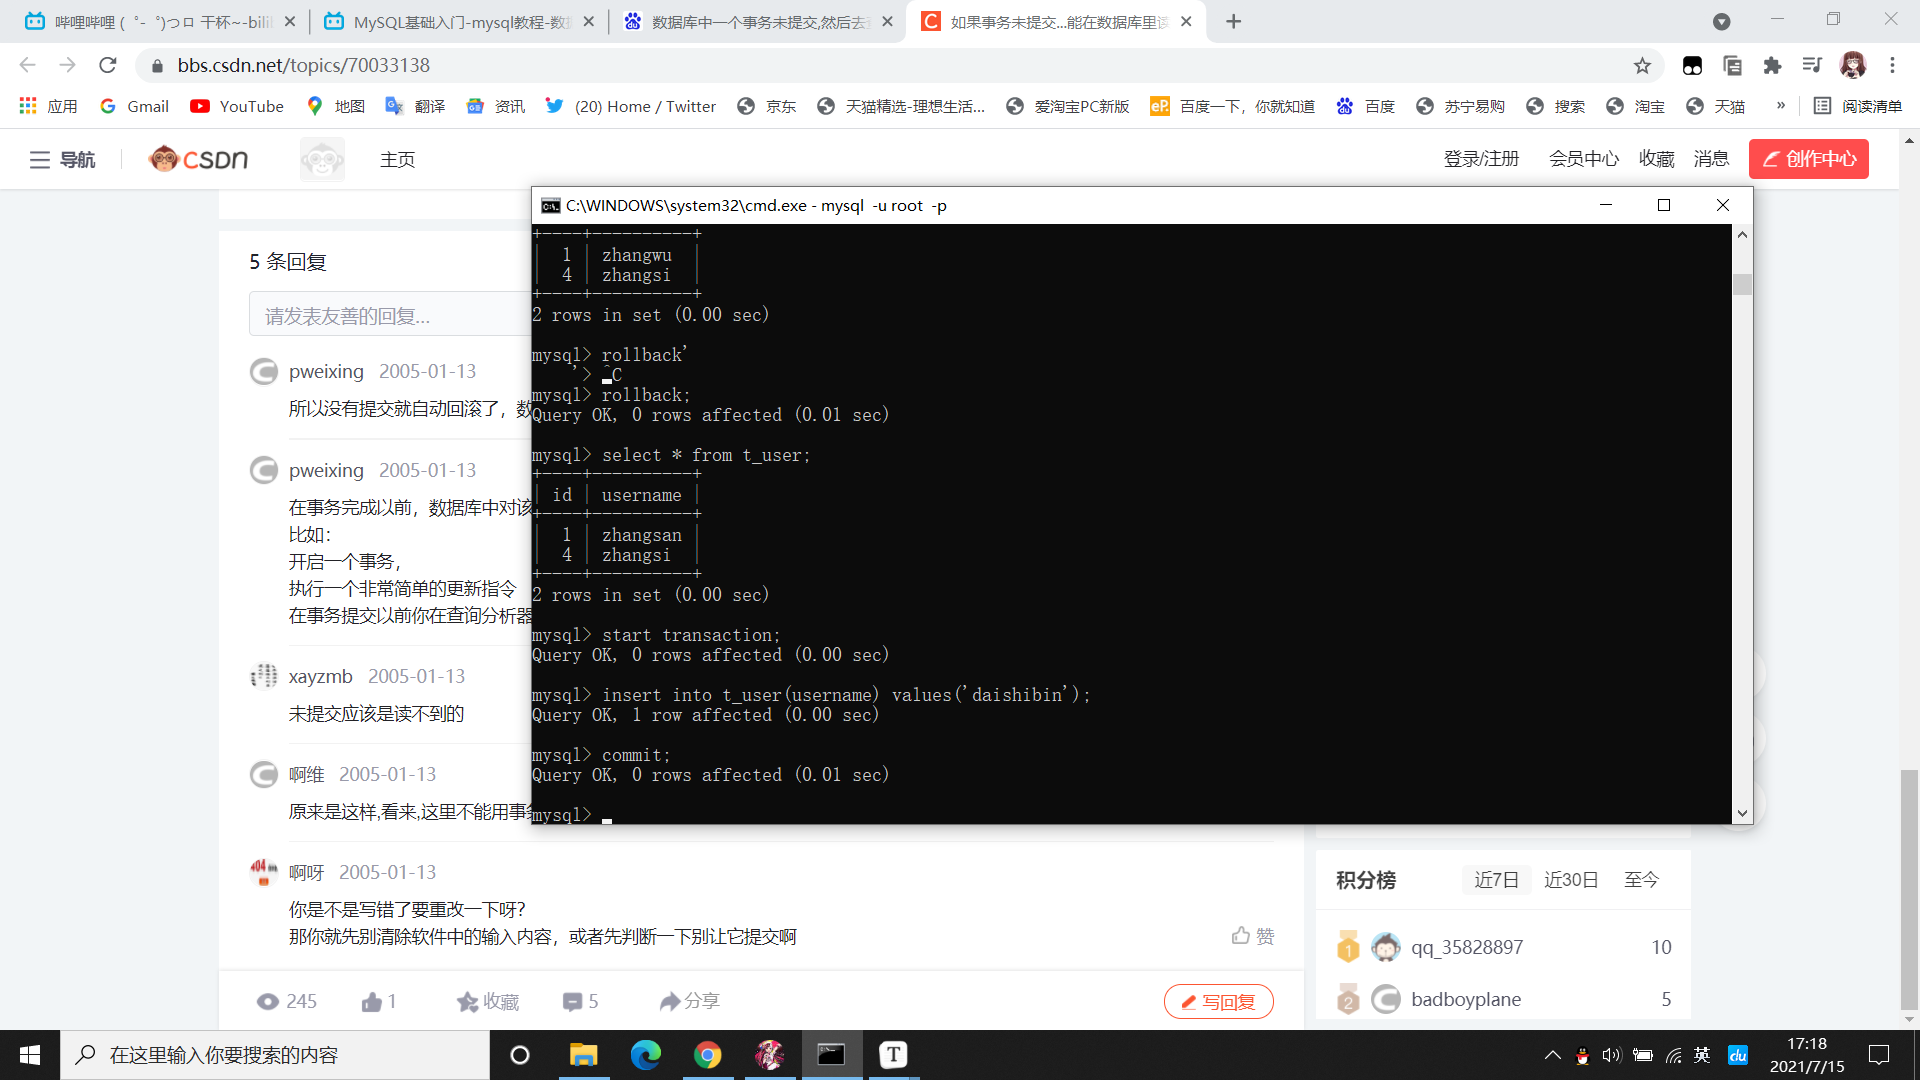 哔哩哔哩 ( ゜- ゜)つロ 干杯~-bili
MySQL基础入门-mysql教程-数
数据库中一个事务未提交,然后去
如果事务未提交...能在数据库里读
bbs.csdn.net/topics/70033138
应用
Gmail
YouTube
地图
翻译
资讯
(20) Home / Twitter
京东
天猫精选-理想生活...
爱淘宝PC新版
百度一下，你就知道
百度
苏宁易购
搜索
淘宝
天猫
»
阅读清单
导航
CSDN
主页
登录/注册
会员中心
收藏
消息
创作中心
5 条回复
请发表友善的回复...
pweixing 2005-01-13
所以没有提交就自动回滚了，数
pweixing 2005-01-13
在事务完成以前，数据库中对该
比如：
开启一个事务，
执行一个非常简单的更新指令
在事务提交以前你在查询分析器
xayzmb 2005-01-13
未提交应该是读不到的
啊维 2005-01-13
原来是这样,看来,这里不能用事务
啊呀 2005-01-13
你是不是写错了要重改一下呀？
那你就先别清除软件中的输入内容，或者先判断一下别让它提交啊
赞
245
1
收藏
5
分享
写回复
C:\WINDOWS\system32\cmd.exe - mysql  -u root  -p
+----+----------+
|  1 | zhangwu  |
|  4 | zhangsi  |
+----+----------+
2 rows in set (0.00 sec)
mysql> rollback'
    '> ^C
mysql> rollback;
Query OK, 0 rows affected (0.01 sec)
mysql> select * from t_user;
+----+----------+
| id | username |
+----+----------+
|  1 | zhangsan |
|  4 | zhangsi  |
+----+----------+
2 rows in set (0.00 sec)
mysql> start transaction;
Query OK, 0 rows affected (0.00 sec)
mysql> insert into t_user(username) values('daishibin');
Query OK, 1 row affected (0.00 sec)
mysql> commit;
Query OK, 0 rows affected (0.01 sec)
mysql>
积分榜
近7日
近30日
至今
1 qq_35828897 10
2 badboyplane 5
在这里输入你要搜索的内容
T
英
du
17:18
2021/7/15